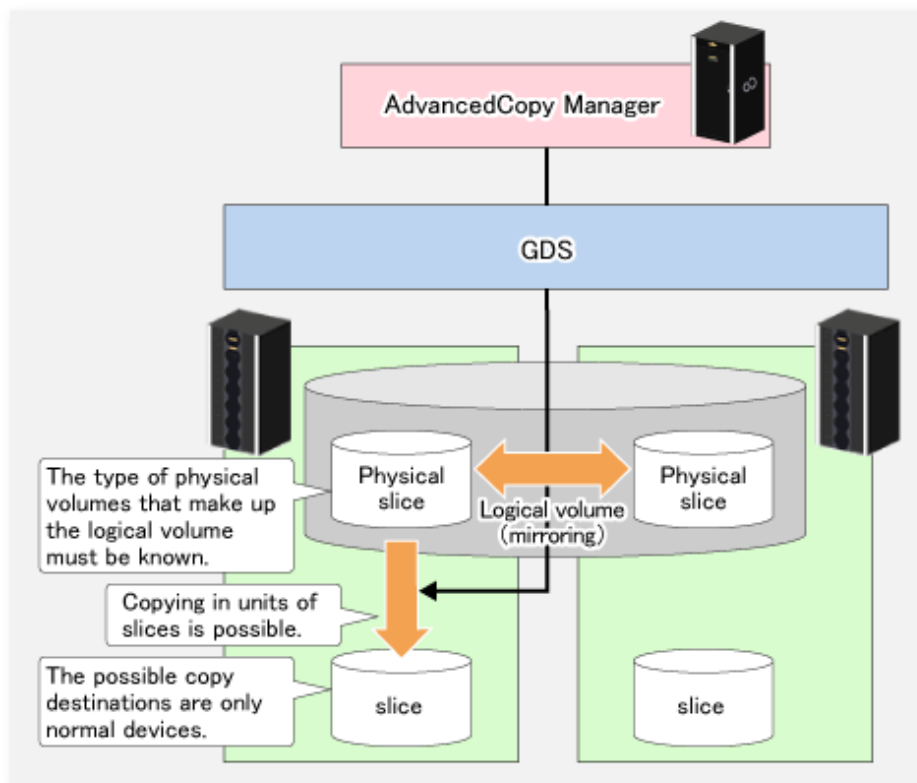 AdvancedCopy Manager
GDS
The type of physical
volumes that make up
the logical volume
must be known.
Physical
slice
Logical volume
(mirroring)
Physical
slice
Copying in units of
slices is possible.
The possible copy
destinations are only
normal devices.
slice
slice